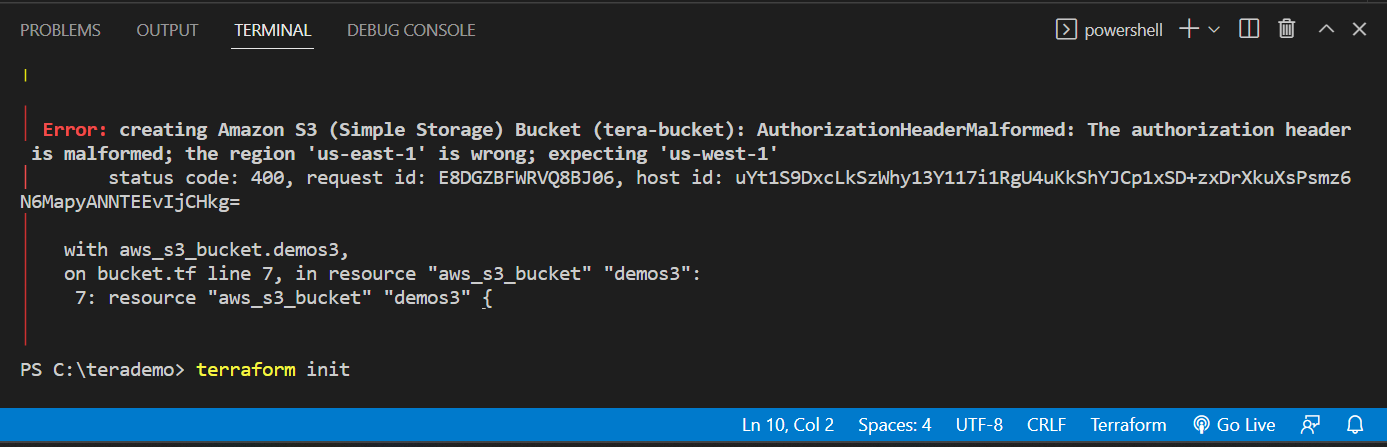 PROBLEMS OUTPUT TERMINAL DEBUG CONSOLE powershell
Error: creating Amazon S3 (Simple Storage) Bucket (tera-bucket): AuthorizationHeaderMalformed: The authorization header
is malformed; the region 'us-east-1' is wrong; expecting 'us-west-1'
status code: 400, request id: E8DGZBFWRVQ8BJ06, host id: uYt1S9DxcLkSzWhy13Y117i1RgU4uKkShYJCp1xSD+zxDrXkuXsPsmz6
N6MapyANNTEEvIjCHkg=
with aws_s3_bucket.demos3,
on bucket.tf line 7, in resource "aws_s3_bucket" "demos3":
7: resource "aws_s3_bucket" "demos3" {
PS C:\terademo> terraform init
Ln 10, Col 2 Spaces: 4 UTF-8 CRLF Terraform Go Live